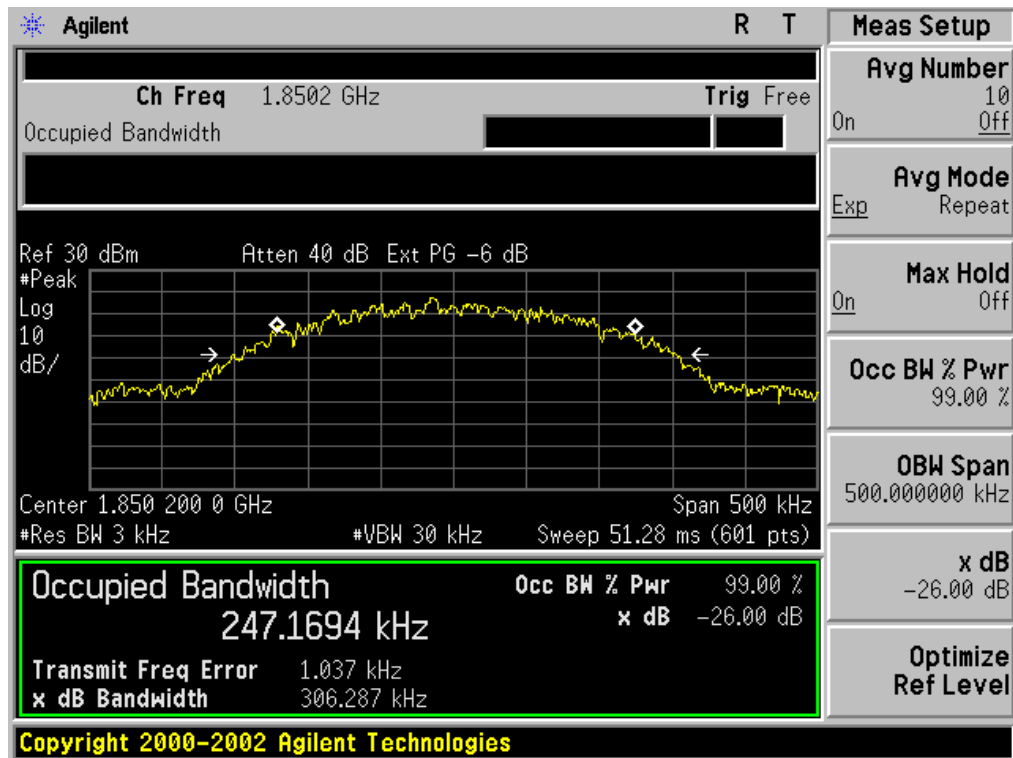 Agilent R T
Ch Freq 1.8502 GHz Trig Free
Occupied Bandwidth
Ref 30 dBm Atten 40 dB Ext PG -6 dB
#Peak
Log
10
dB/
Center 1.850 200 0 GHz Span 500 kHz
#Res BW 3 kHz #VBW 30 kHz Sweep 51.28 ms (601 pts)
Occupied Bandwidth Occ BW % Pwr 99.00 %
247.1694 kHz x dB -26.00 dB
Transmit Freq Error 1.037 kHz
x dB Bandwidth 306.287 kHz
Meas Setup
Avg Number
10
On Off
Avg Mode
Exp Repeat
Max Hold
On Off
Occ BW % Pwr
99.00 %
OBW Span
500.000000 kHz
x dB
-26.00 dB
Optimize
Ref Level
Copyright 2000-2002 Agilent Technologies